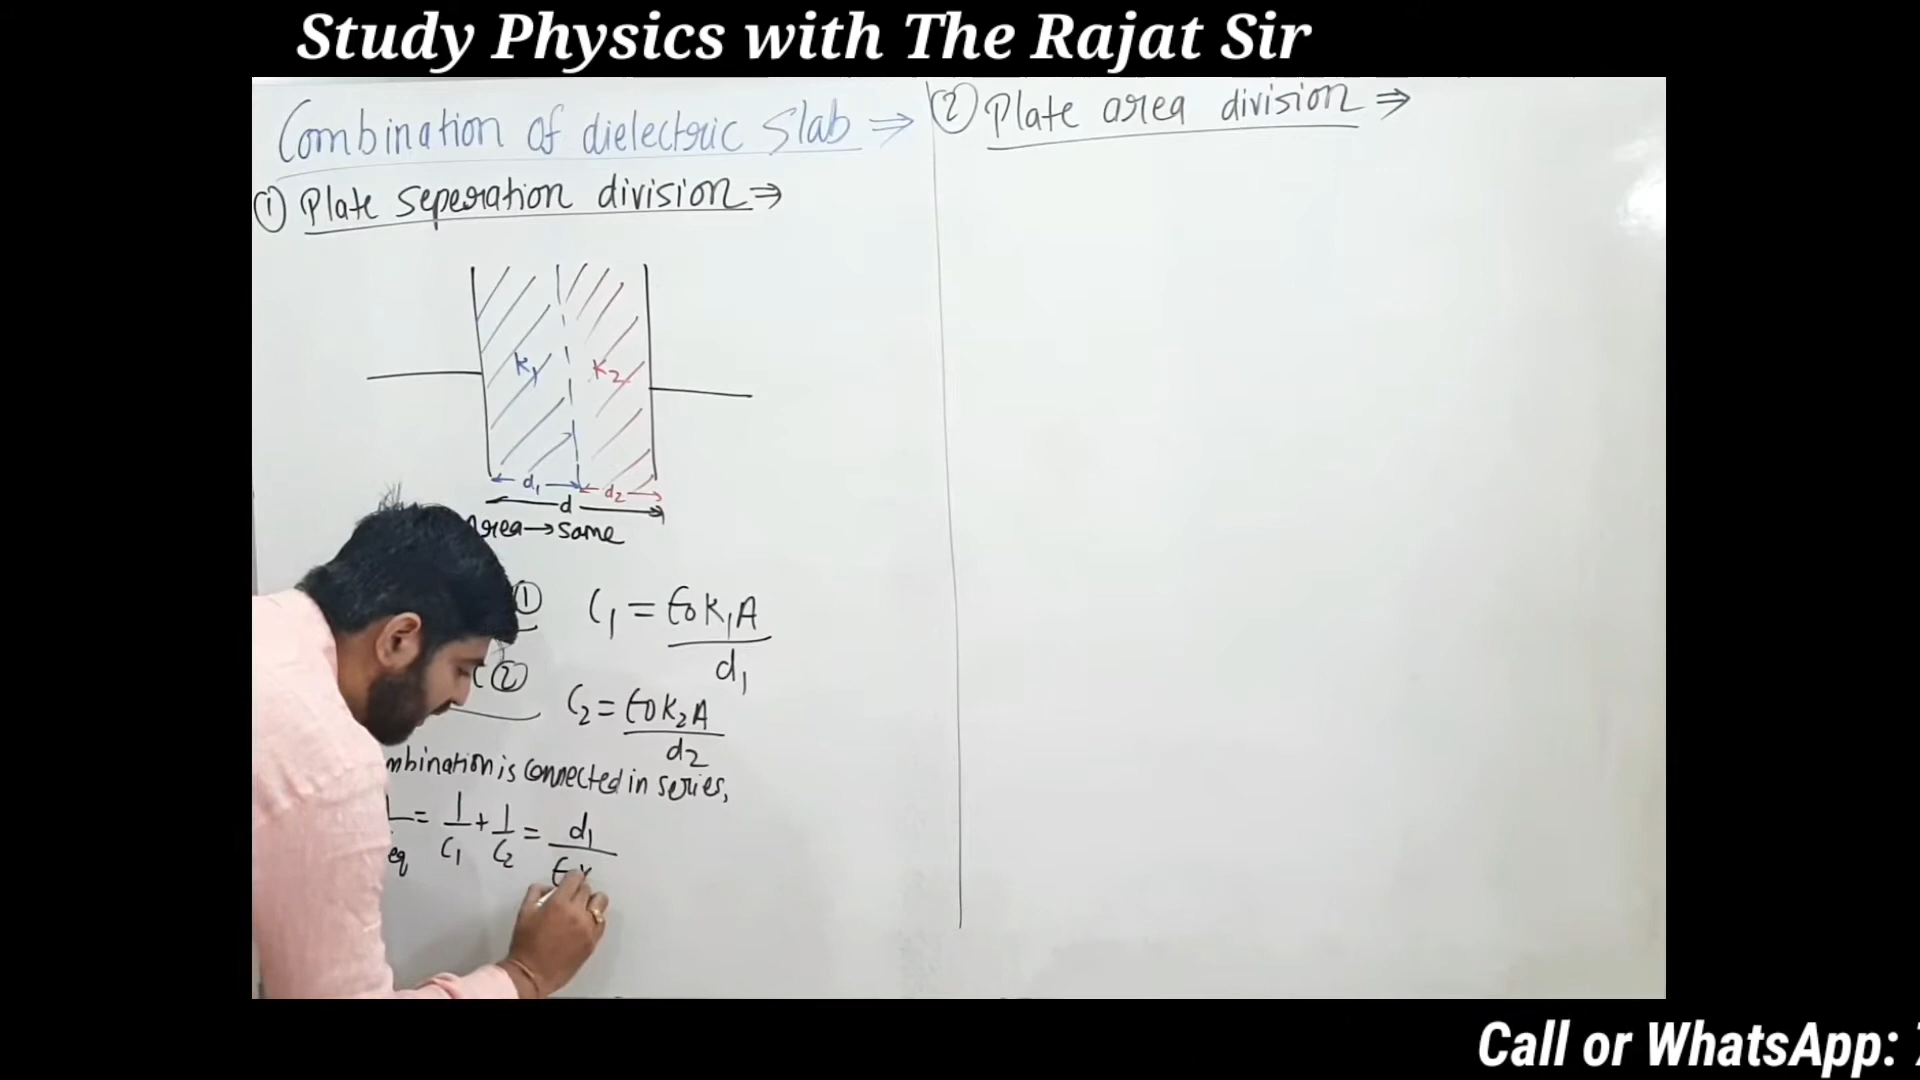 Study Physics with The Rajat Sir
Combination of dielectric Slab ⇒
① Plate seperation division ⇒
K₁ K₂
d₁ d₂
d
Area → Same
① C₁ = ϵ₀K₁A
d₁
②
C₂ = ϵ₀K₂A
d₂
mbination is connected in series,
= 1/C₁ + 1/C₂ = d₁
eq
② Plate area division ⇒
Call or WhatsApp: